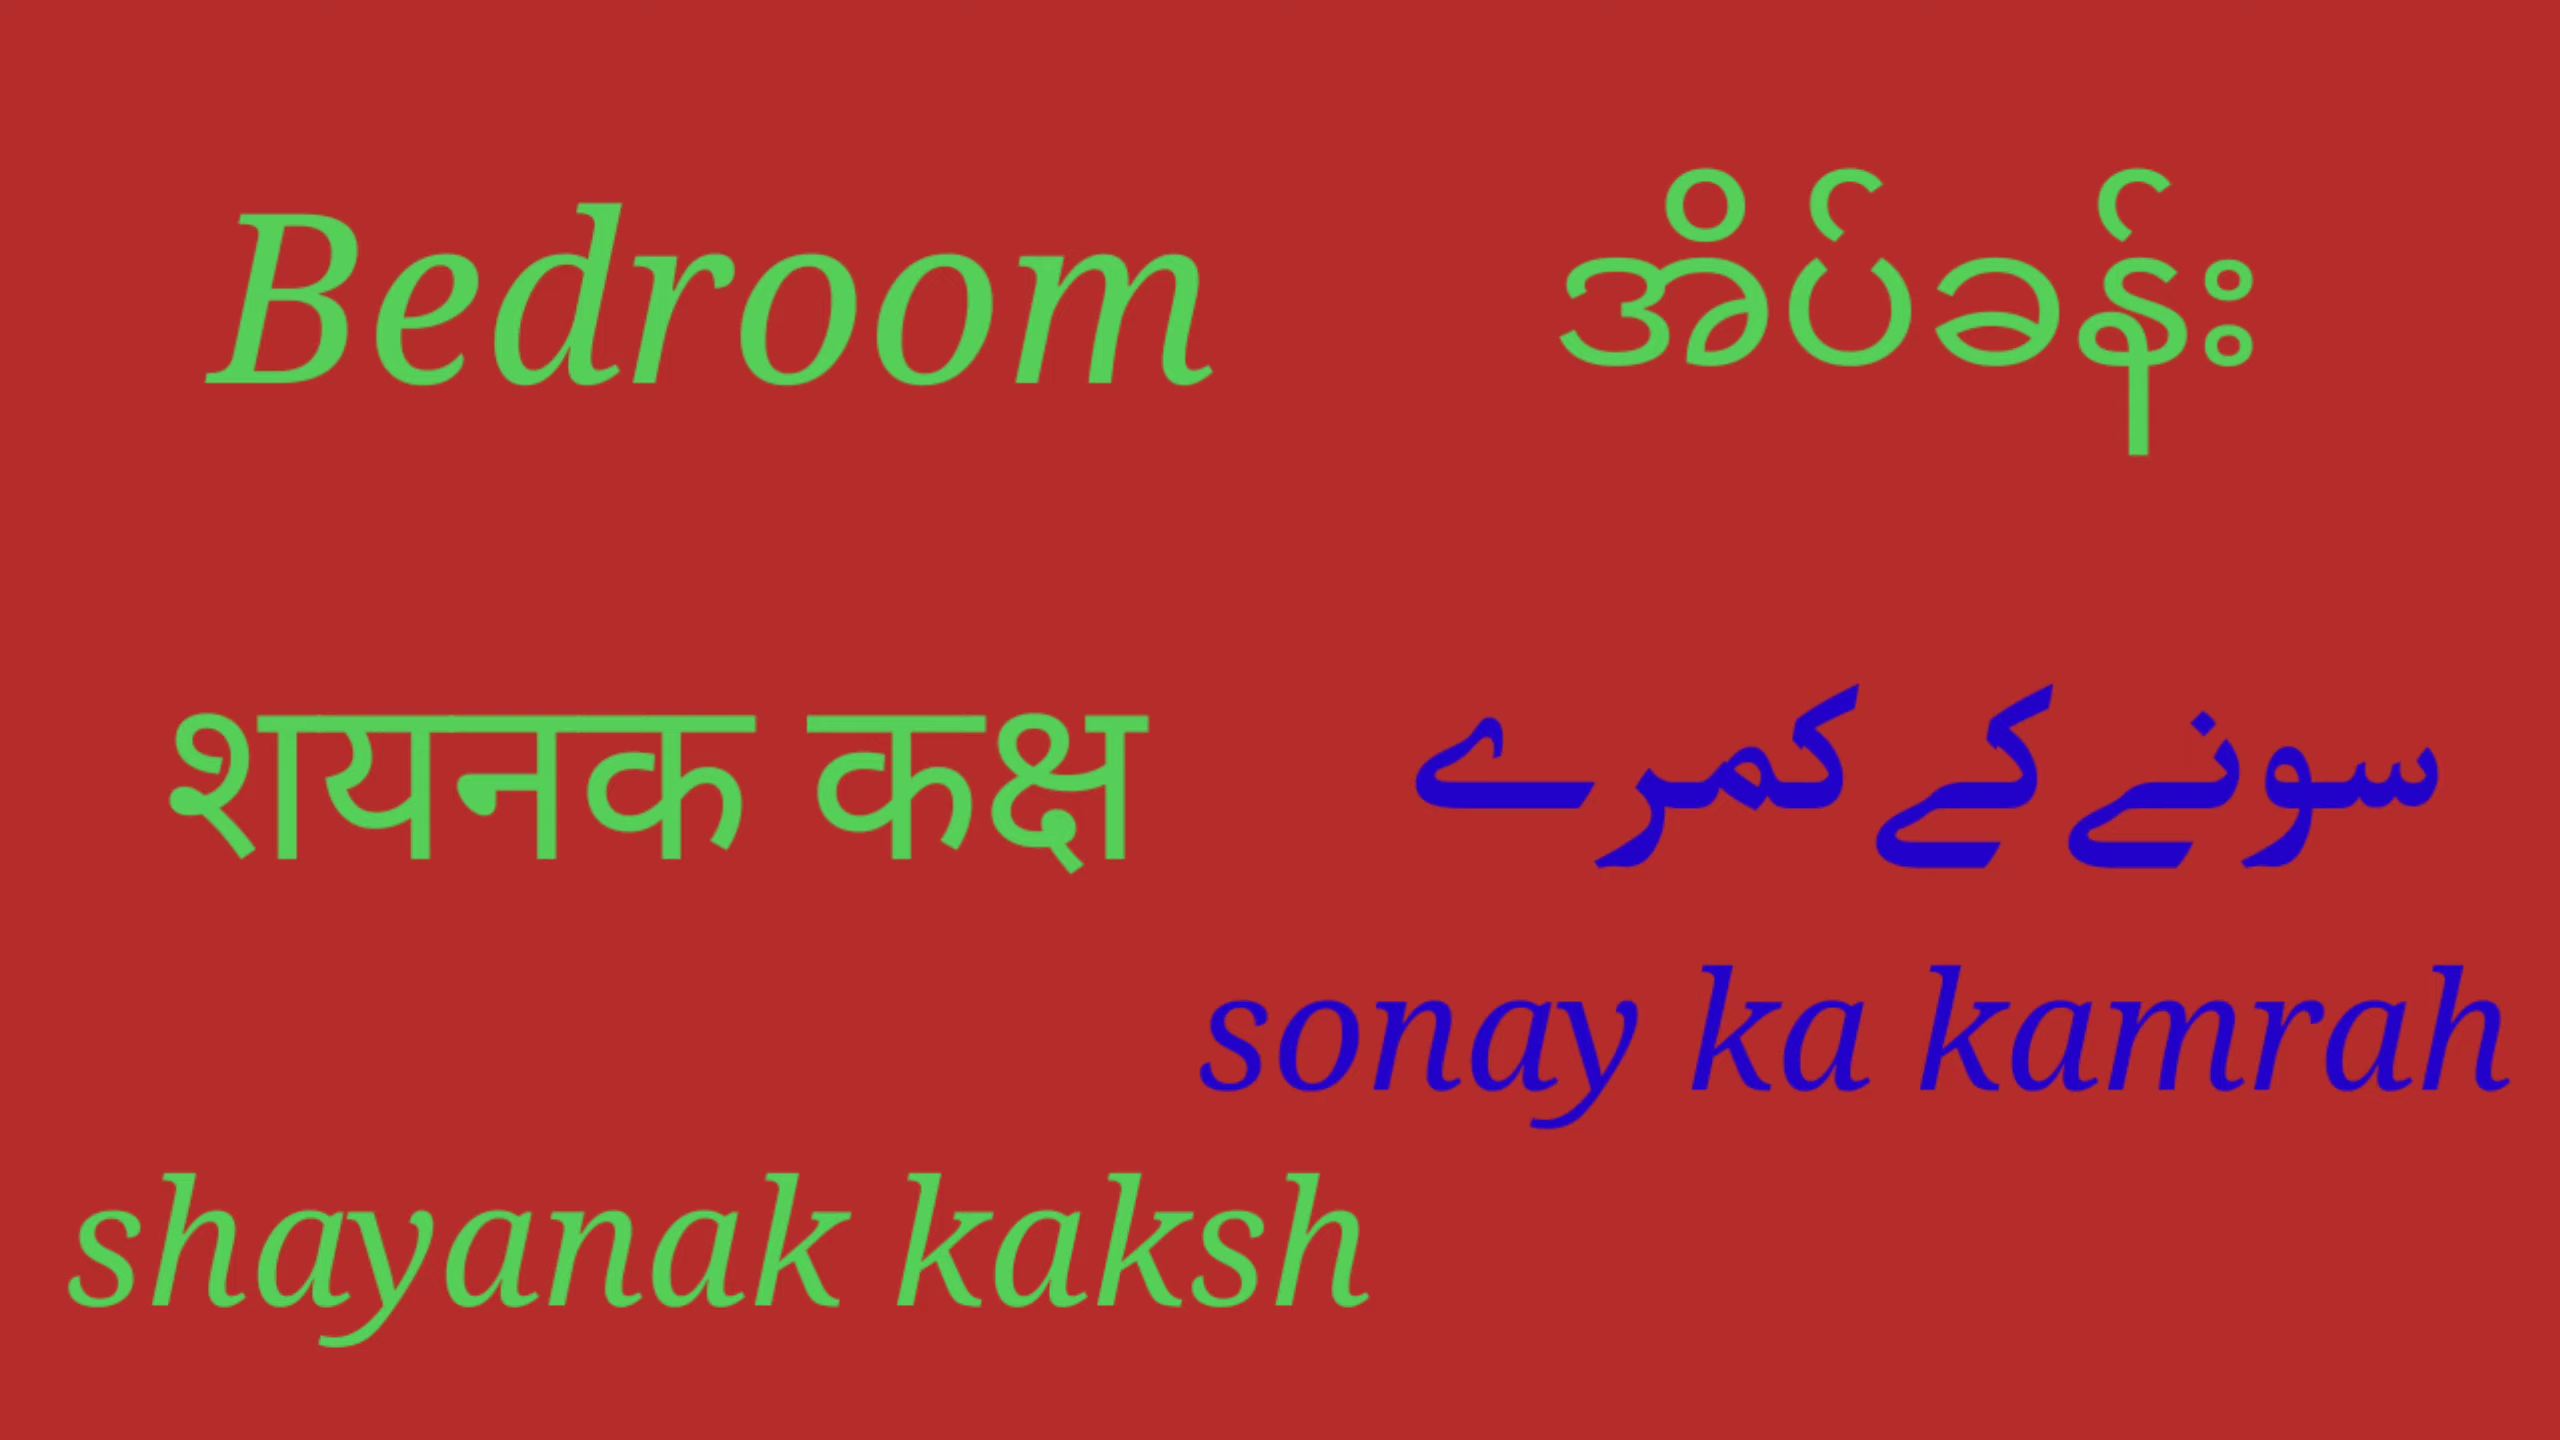 Bedroom
အိပ်ခန်း
शयनक कक्ष
سونے کے کمرے
sonay ka kamrah
shayanak kaksh